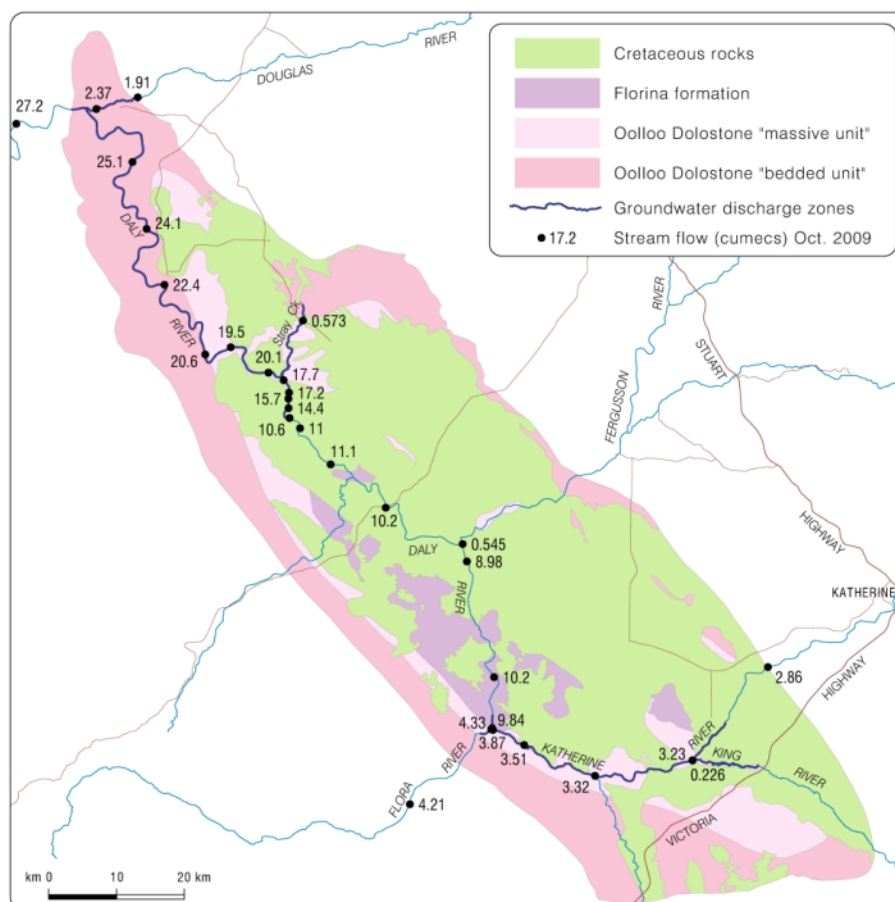 Cretaceous rocks
Florina formation
Oolloo Dolostone "massive unit"
Oolloo Dolostone "bedded unit"
Groundwater discharge zones
17.2 Stream flow (cumecs) Oct. 2009
RIVER
DOUGLAS
1.91
2.37
27.2
25.1
DALY
24.1
22.4
RIVER
Stray Ck
0.573
19.5
20.6
20.1
17.7
17.2
15.7
14.4
10.6
11
11.1
RIVER
STUART
FERGUSSON
10.2
DALY
0.545
8.98
RIVER
HIGHWAY
KATHERINE
10.2
2.86
HIGHWAY
4.33
9.84
3.87
RIVER
3.51
KATHERINE
3.23
RIVER
KING
0.226
3.32
RIVER
FLORA
4.21
VICTORIA
km 0 10 20 km